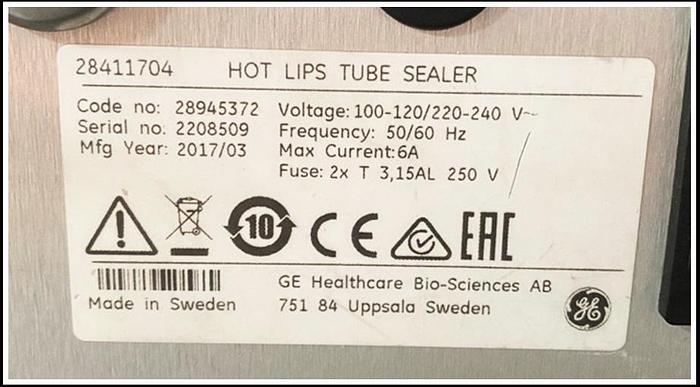 28411704 HOT LIPS TUBE SEALER
Code no: 28945372 Voltage: 100-120/220-240 V~
Serial no. 2208509 Frequency: 50/60 Hz
Mfg Year: 2017/03 Max Current:6A
Fuse: 2x T 3,15AL 250 V
10 CE EAC
GE Healthcare Bio-Sciences AB
Made in Sweden 751 84 Uppsala Sweden
GE